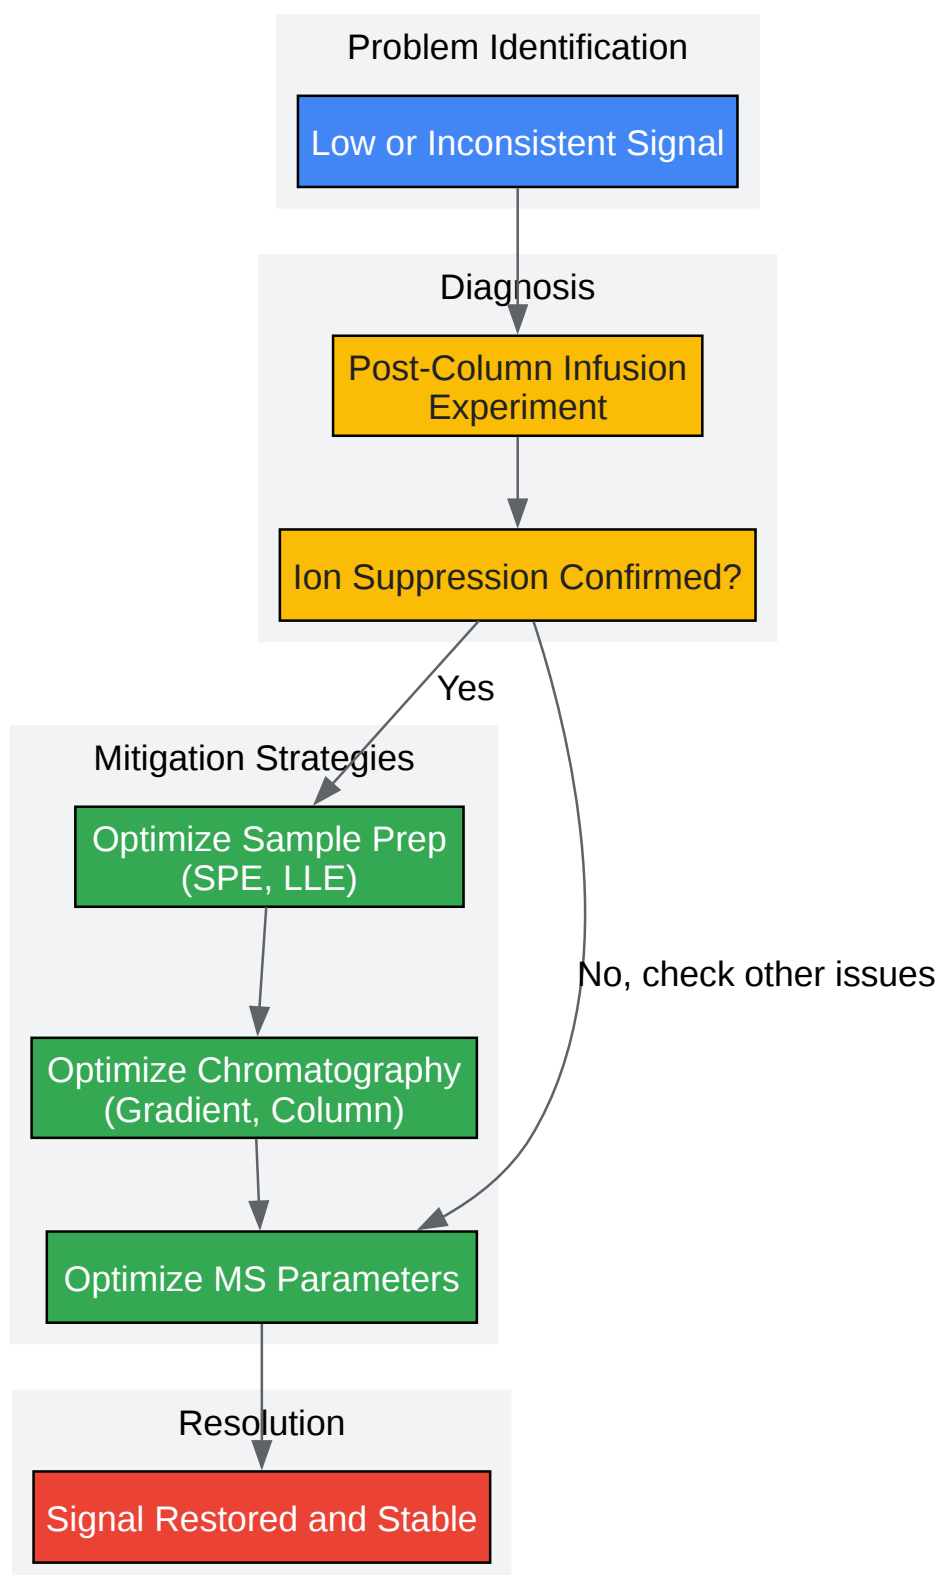 Problem Identification
Low or Inconsistent Signal
Diagnosis
Post-Column Infusion
Experiment
Ion Suppression Confirmed?
Yes
Mitigation Strategies
Optimize Sample Prep
(SPE, LLE)
No, check other issues
Optimize Chromatography
(Gradient, Column)
Optimize MS Parameters
Resolution
Signal Restored and Stable